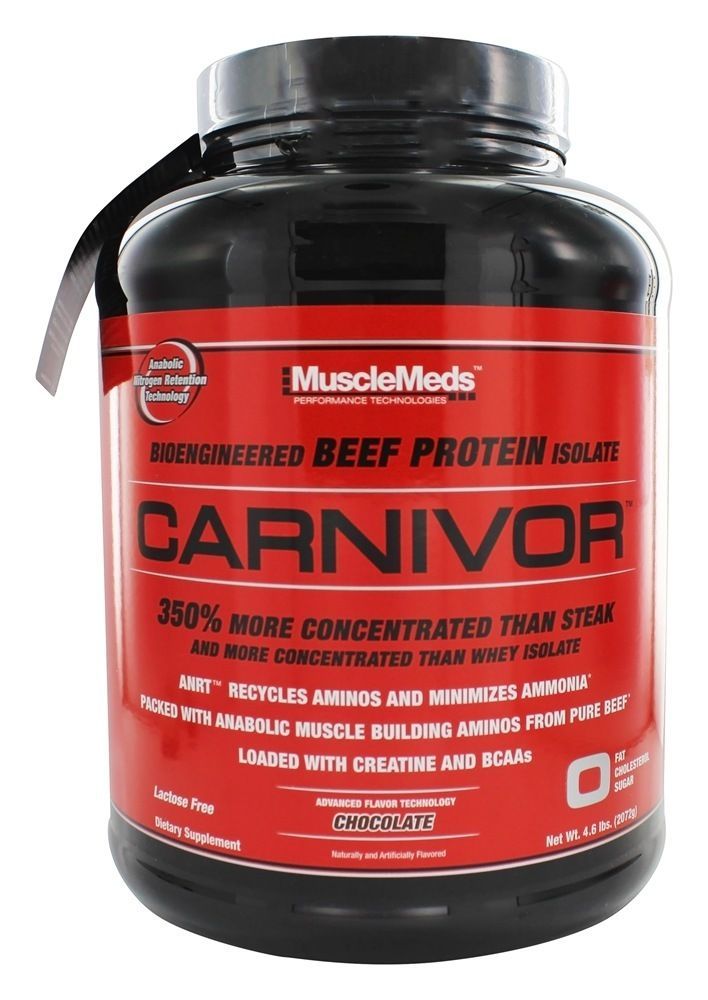 Anabolic
Nitrogen Retention
Technology
MuscleMeds™
PERFORMANCE TECHNOLOGIES
BIOENGINEERED BEEF PROTEIN ISOLATE
CARNIVOR™
350% MORE CONCENTRATED THAN STEAK
AND MORE CONCENTRATED THAN WHEY ISOLATE
ANRT™ RECYCLES AMINOS AND MINIMIZES AMMONIA*
PACKED WITH ANABOLIC MUSCLE BUILDING AMINOS FROM PURE BEEF*
LOADED WITH CREATINE AND BCAAs
0 FAT
CHOLESTEROL
SUGAR
Lactose Free
Dietary Supplement
ADVANCED FLAVOR TECHNOLOGY
CHOCOLATE
Naturally and Artificially Flavored
Net Wt. 4.6 lbs. (2072g)